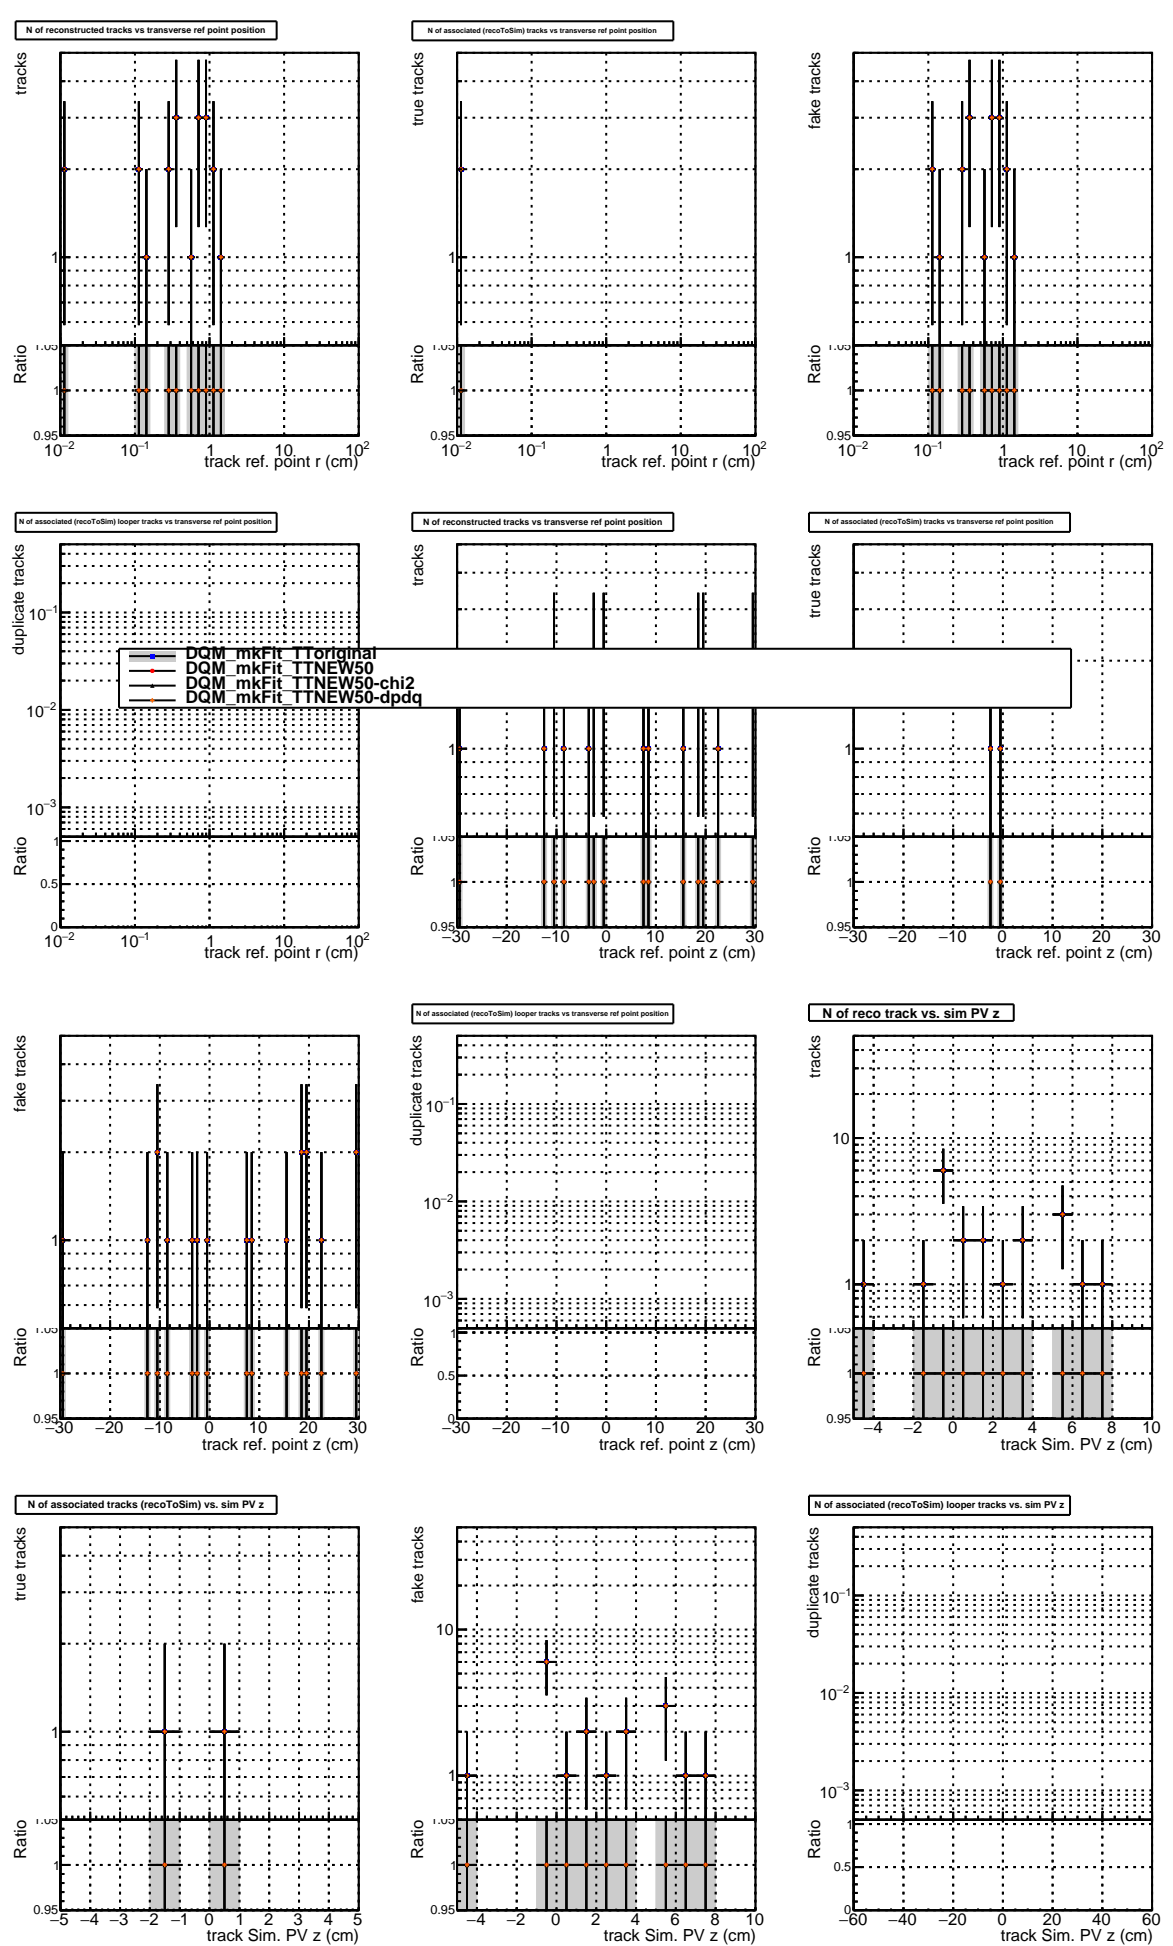 N of reconstructed tracks vs transverse ref point position
tracks
1
1.05
Ratio
1
0.95
10⁻² 10⁻¹ 1 10 10²
track ref. point r (cm)
N of associated (recoToSim) tracks vs transverse ref point position
true tracks
1
1.05
Ratio
1
0.95
10⁻² 10⁻¹ 1 10 10²
track ref. point r (cm)
fake tracks
1
1.05
Ratio
1
0.95
10⁻² 10⁻¹ 1 10 10²
track ref. point r (cm)
N of associated (recoToSim) looper tracks vs transverse ref point position
duplicate tracks
10⁻¹
10⁻²
10⁻³
Ratio
1
0.5
0
10⁻² 10⁻¹ 1 10 10²
track ref. point r (cm)
N of reconstructed tracks vs transverse ref point position
tracks
1
1.05
Ratio
1
0.95
−30 −20 −10 0 10 20 30
track ref. point z (cm)
N of associated (recoToSim) tracks vs transverse ref point position
true tracks
1
1.05
Ratio
1
0.95
−30 −20 −10 0 10 20 30
track ref. point z (cm)
DQM_mkFit_TToriginal
DQM_mkFit_TTNEW50
DQM_mkFit_TTNEW50-chi2
DQM_mkFit_TTNEW50-dpdq
fake tracks
1
1.05
Ratio
1
0.95
−30 −20 −10 0 10 20 30
track ref. point z (cm)
N of associated (recoToSim) looper tracks vs transverse ref point position
duplicate tracks
10⁻¹
10⁻²
10⁻³
Ratio
1
0.5
0
−30 −20 −10 0 10 20 30
track ref. point z (cm)
N of reco track vs. sim PV z
tracks
10
1
1.05
Ratio
1
0.95
−4 −2 0 2 4 6 8 10
track Sim. PV z (cm)
N of associated tracks (recoToSim) vs. sim PV z
true tracks
1
1.05
Ratio
1
0.95
−5 −4 −3 −2 −1 0 1 2 3 4 5
track Sim. PV z (cm)
fake tracks
10
1
1.05
Ratio
1
0.95
−4 −2 0 2 4 6 8 10
track Sim. PV z (cm)
N of associated (recoToSim) looper tracks vs. sim PV z
duplicate tracks
10⁻¹
10⁻²
10⁻³
Ratio
1
0.5
0
−60 −40 −20 0 20 40 60
track Sim. PV z (cm)